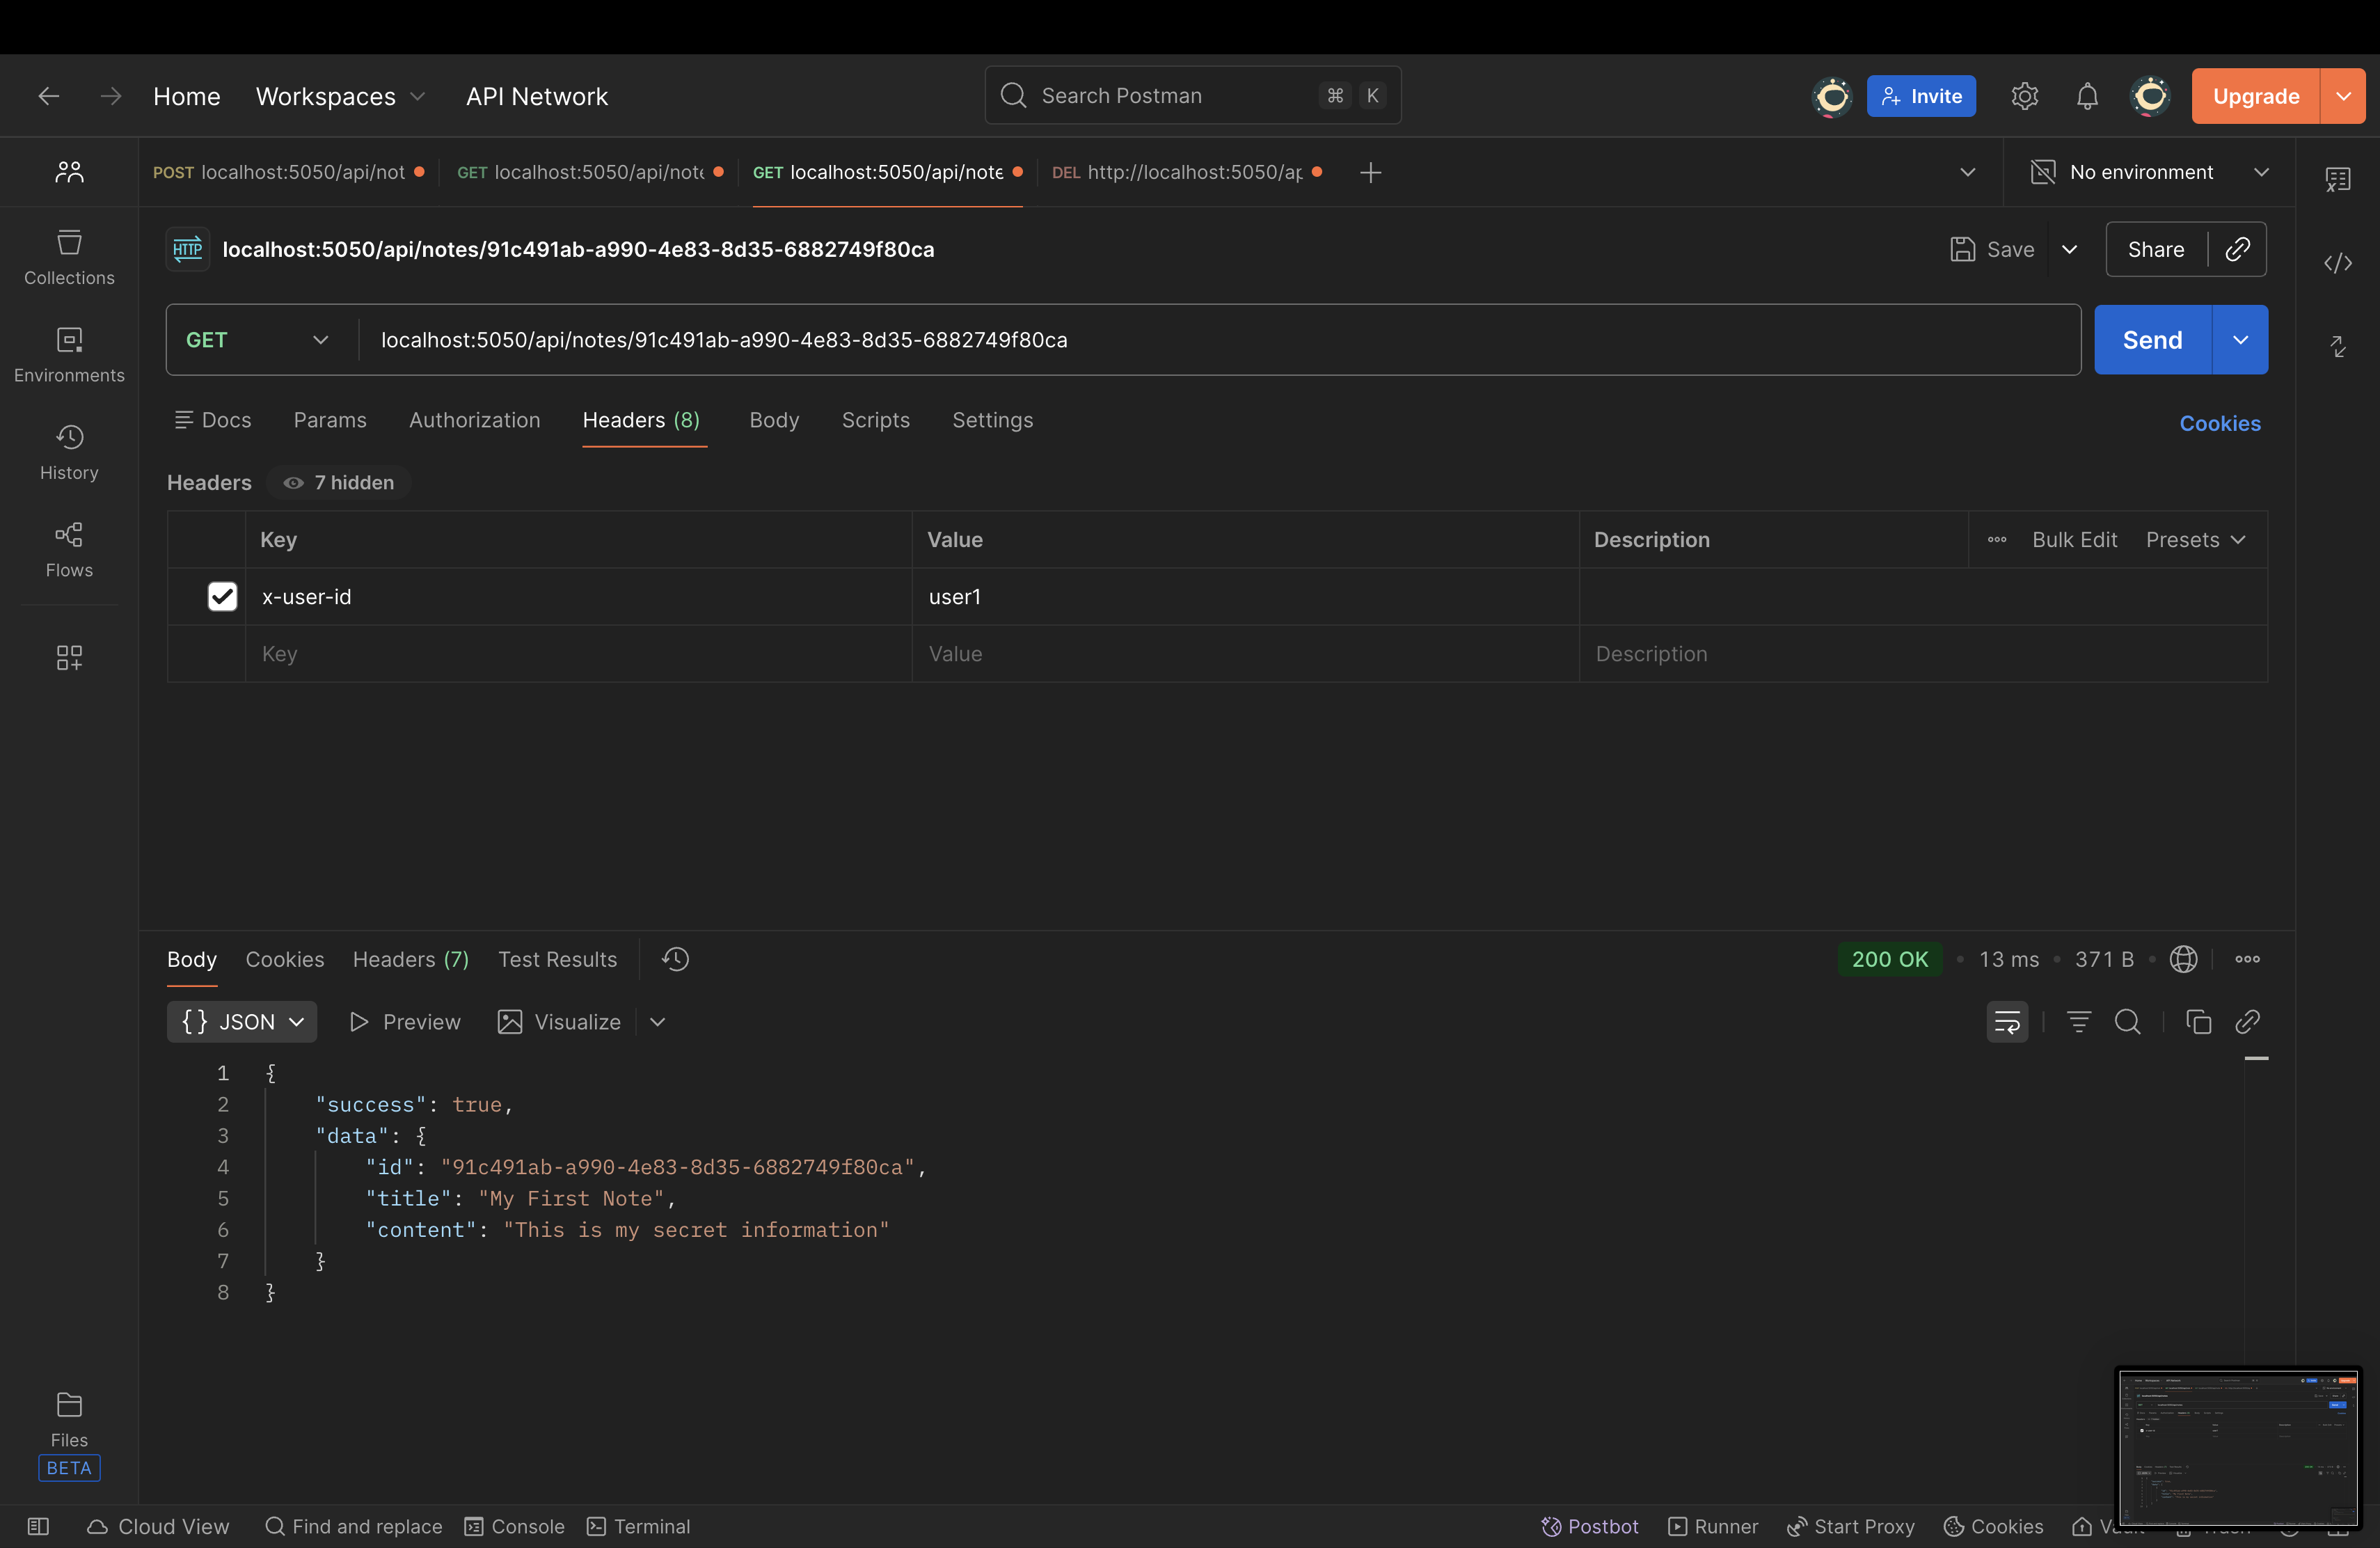 Home Workspaces API Network Search Postman ⌘ K Invite Upgrade
POST localhost:5050/api/not GET localhost:5050/api/note GET localhost:5050/api/note DEL http://localhost:5050/ap No environment
HTTP localhost:5050/api/notes/91c491ab-a990-4e83-8d35-6882749f80ca Save Share
Collections
GET localhost:5050/api/notes/91c491ab-a990-4e83-8d35-6882749f80ca Send
Environments
Docs Params Authorization Headers (8) Body Scripts Settings Cookies
History
Headers 7 hidden
Key Value Description Bulk Edit Presets
Flows
x-user-id user1
Key Value Description
Body Cookies Headers (7) Test Results 200 OK • 13 ms • 371 B
{} JSON Preview Visualize
1 {
2 "success": true,
3 "data": {
4 "id": "91c491ab-a990-4e83-8d35-6882749f80ca",
5 "title": "My First Note",
6 "content": "This is my secret information"
7 }
8 }
Files
BETA
Cloud View Find and replace Console Terminal Postbot Runner Start Proxy Cookies